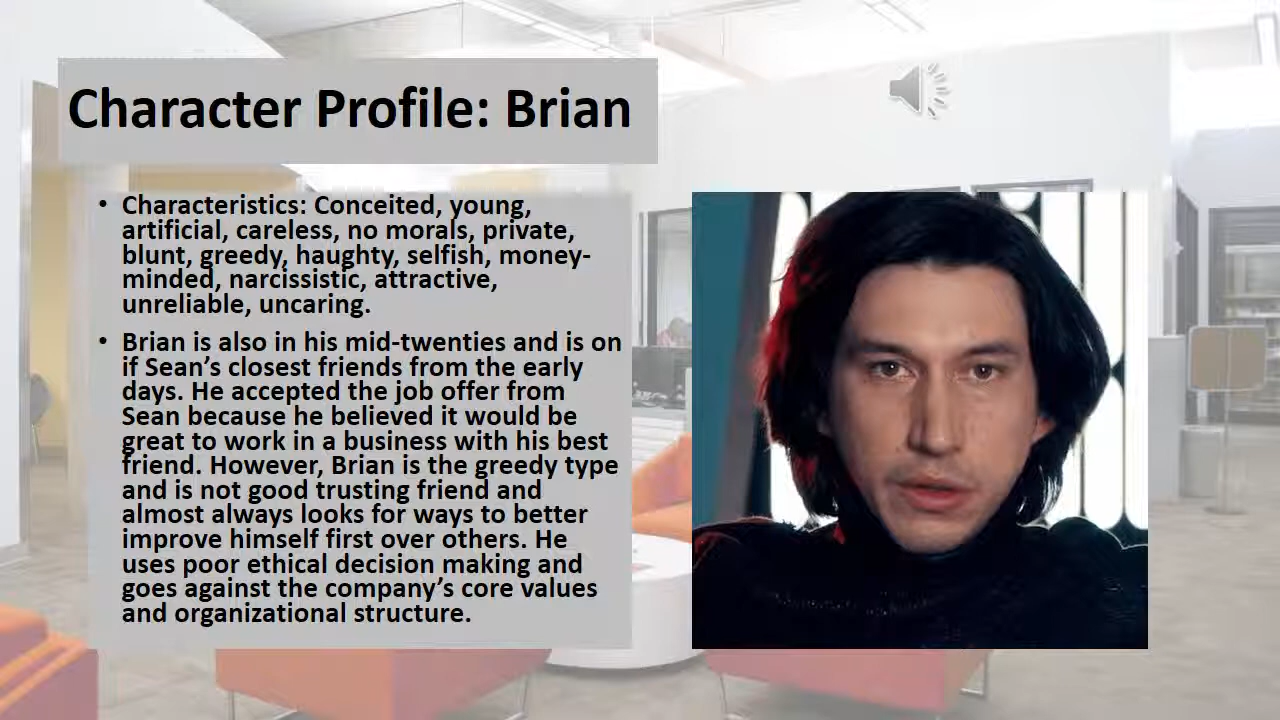 Character Profile: Brian
• Characteristics: Conceited, young,
artificial, careless, no morals, private,
blunt, greedy, haughty, selfish, money-
minded, narcissistic, attractive,
unreliable, uncaring.
• Brian is also in his mid-twenties and is on
if Sean’s closest friends from the early
days. He accepted the job offer from
Sean because he believed it would be
great to work in a business with his best
friend. However, Brian is the greedy type
and is not good trusting friend and
almost always looks for ways to better
improve himself first over others. He
uses poor ethical decision making and
goes against the company’s core values
and organizational structure.